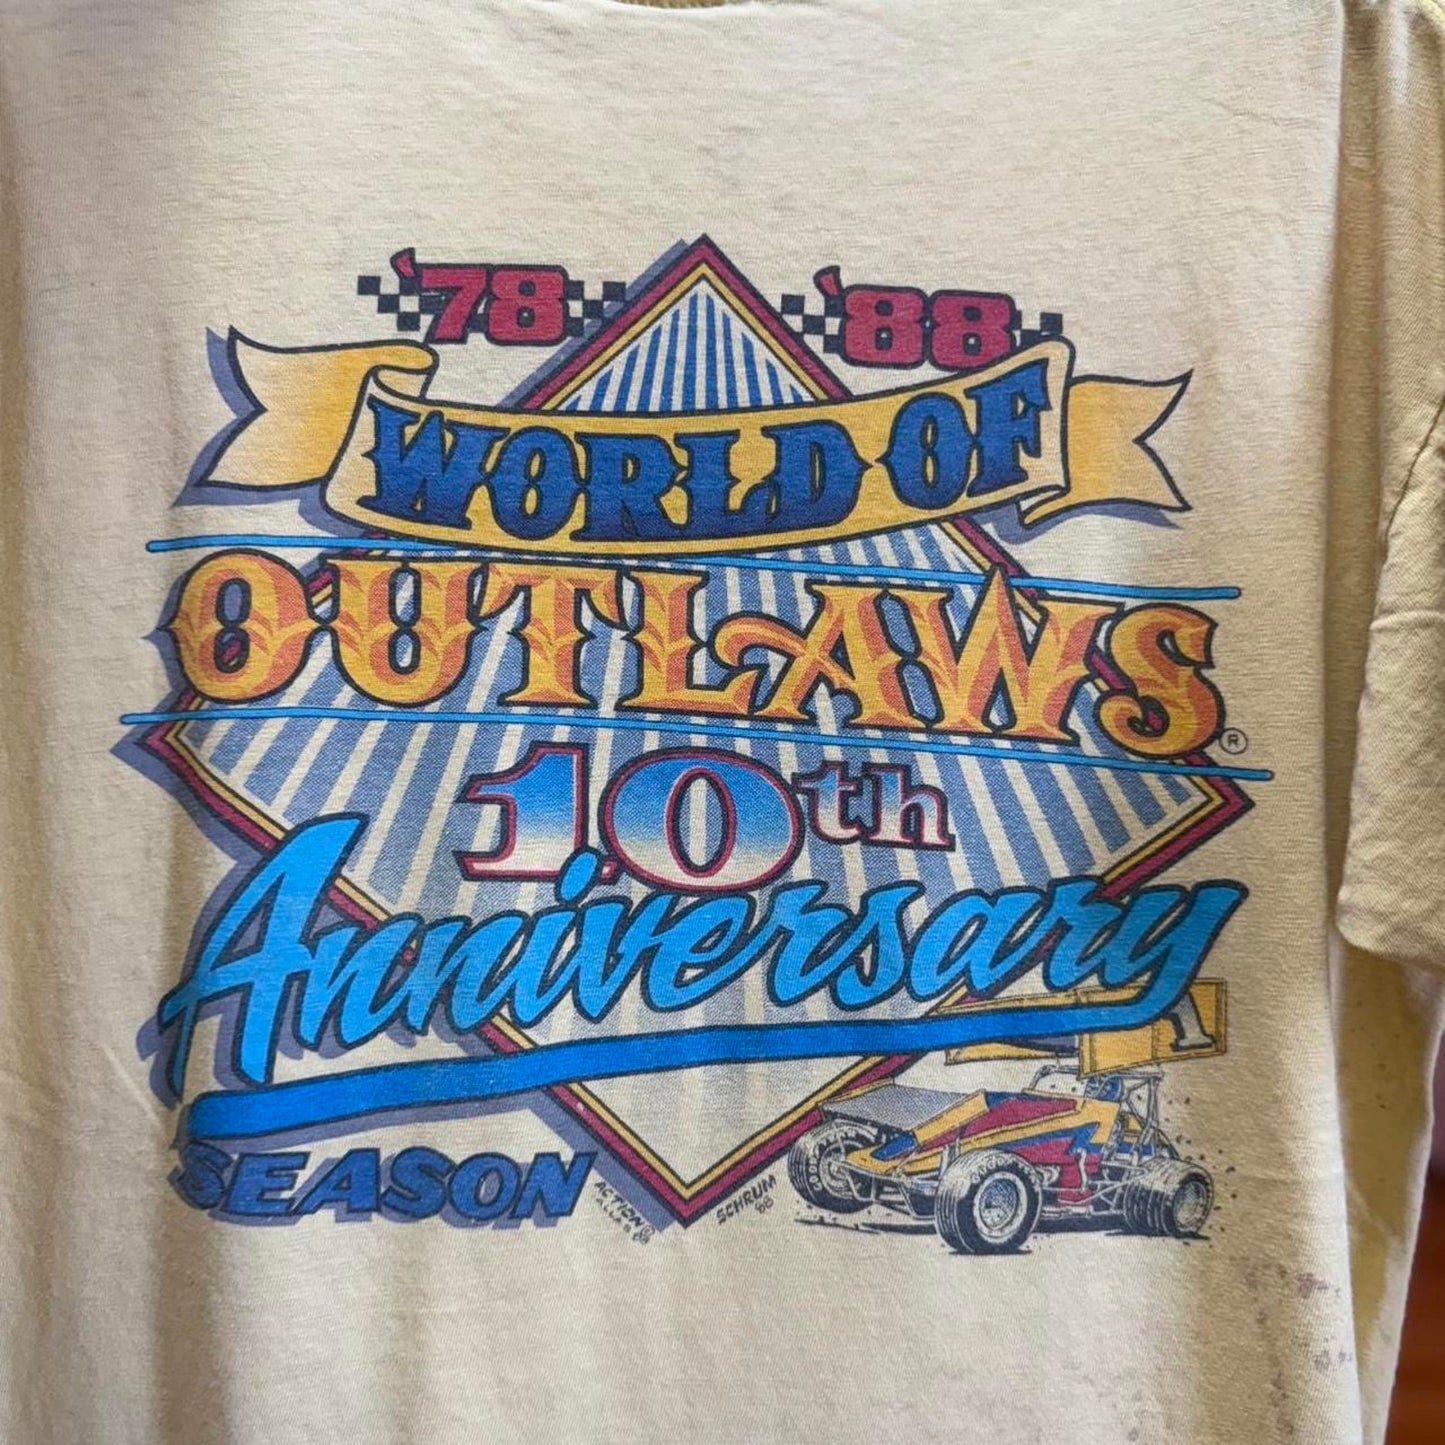 '78 '88
WORLD OF
OUTLAWS ®
10th
Anniversary
SEASON
ACTION ©
SCHRUM
'88